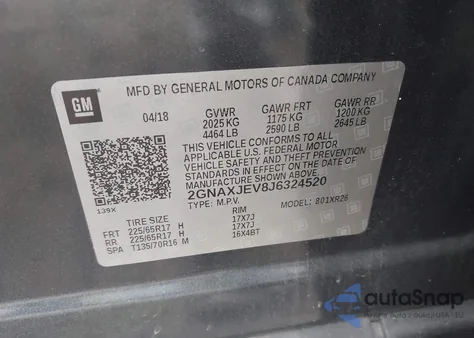 GM
MFD BY GENERAL MOTORS OF CANADA COMPANY
04/18 GVWR GAWR FRT GAWR RR
2025 KG 1175 KG 1200 KG
4464 LB 2590 LB 2645 LB
THIS VEHICLE CONFORMS TO ALL
APPLICABLE U.S. FEDERAL MOTOR
VEHICLE SAFETY, BUMPER, AND THEFT
PREVENTION STANDARDS IN EFFECT ON THE DATE OF
MANUFACTURE SHOWN ABOVE.
2GNAXJEV8J6324520
TYPE: M.P.V. MODEL: 801XR26
139X
TIRE SIZE RIM
FRT 225/65R17 H 17X7J
RR 225/65R17 H 17X7J
SPA T135/70R16 M 16X4BT
autoSnap